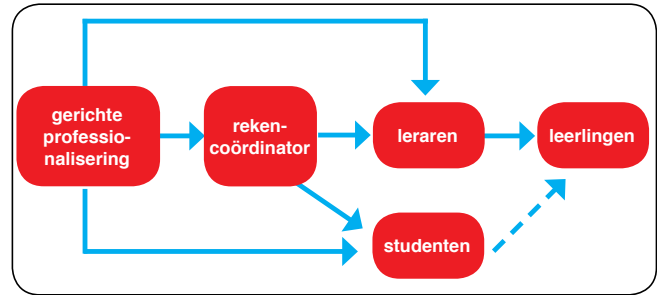 gerichte
professio-
nalisering
reken-
coördinator
leraren
leerlingen
studenten